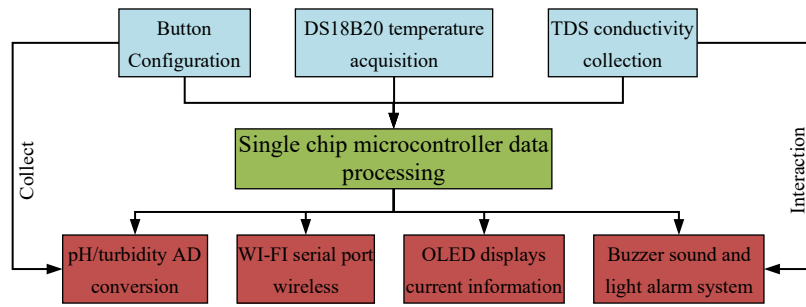 Button
Configuration
DS18B20 temperature
acquisition
TDS conductivity
collection
Collect
Single chip microcontroller data
processing
Interaction
pH/turbidity AD
conversion
WI-FI serial port
wireless
OLED displays
current information
Buzzer sound and
light alarm system